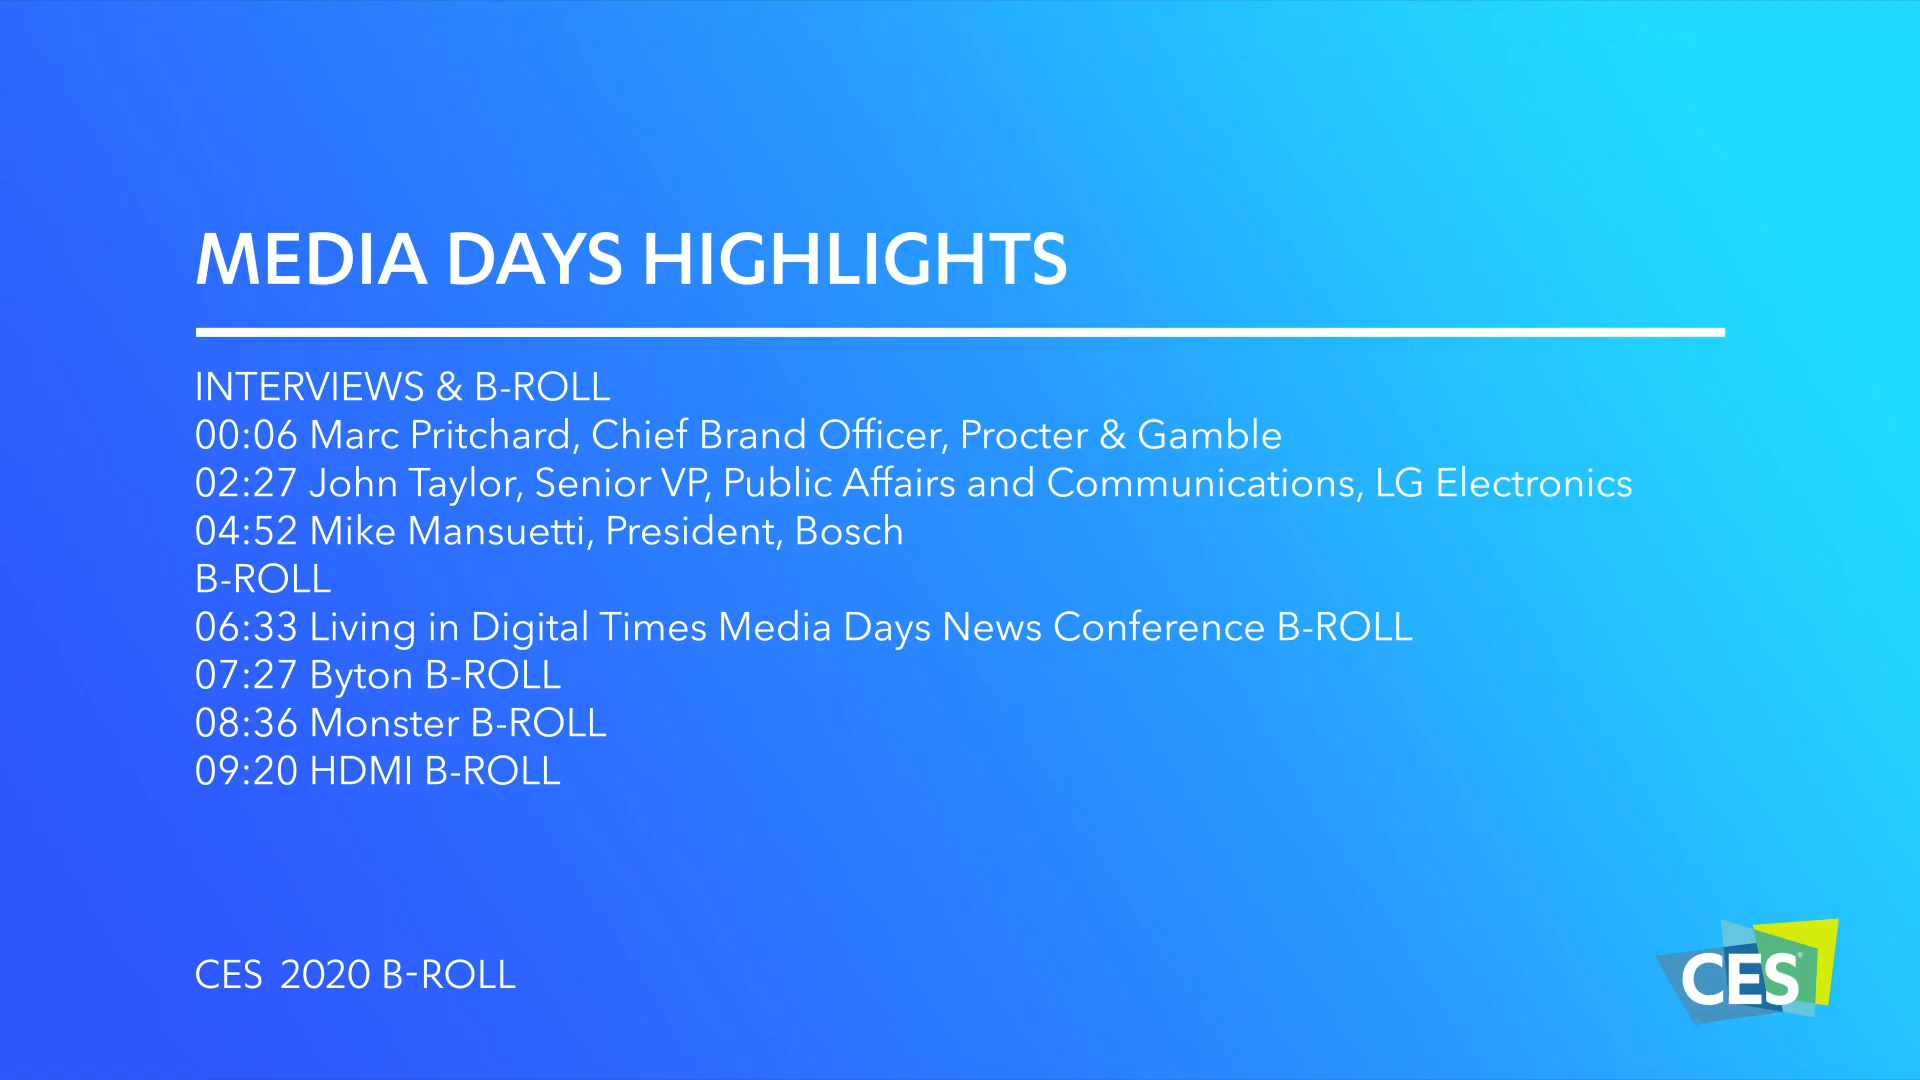 MEDIA DAYS HIGHLIGHTS
INTERVIEWS & B-ROLL
00:06 Marc Pritchard, Chief Brand Officer, Procter & Gamble
02:27 John Taylor, Senior VP, Public Affairs and Communications, LG Electronics
04:52 Mike Mansuetti, President, Bosch
B-ROLL
06:33 Living in Digital Times Media Days News Conference B-ROLL
07:27 Byton B-ROLL
08:36 Monster B-ROLL
09:20 HDMI B-ROLL
CES 2020 B-ROLL
CES